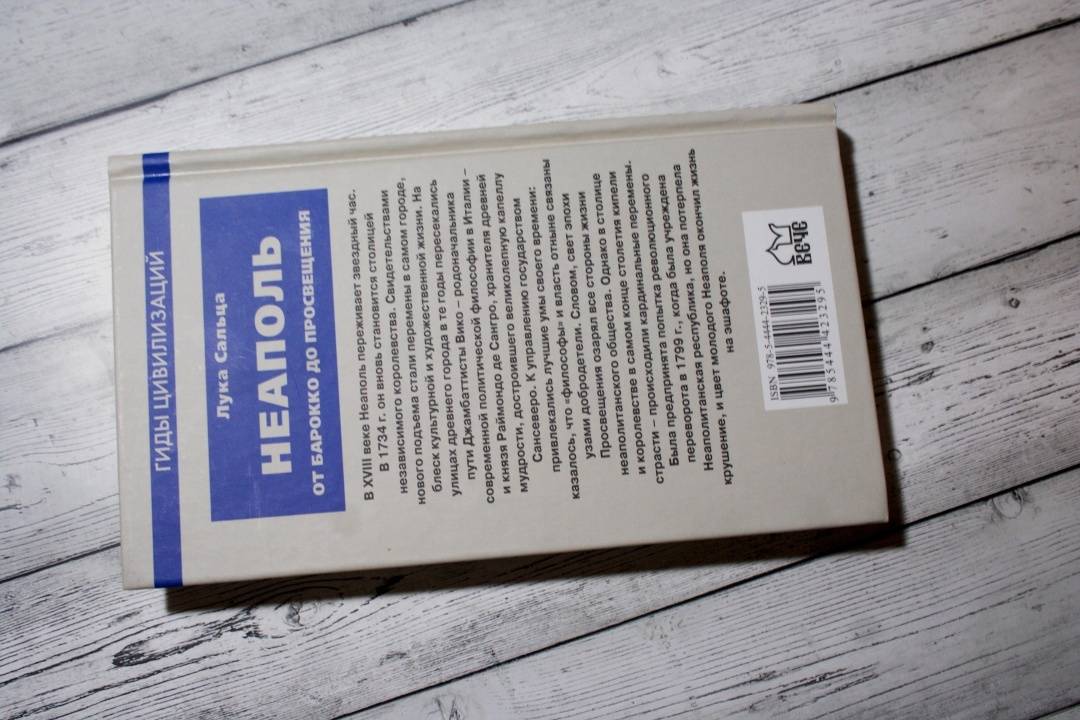 ГИДЫ ЦИВИЛИЗАЦИЙ
Лука Сальца
НЕАПОЛЬ
ОТ БАРОККО ДО ПРОСВЕЩЕНИЯ
В XVIII веке Неаполь переживает звездный час.
В 1734 г. он вновь становится столицей
независимого королевства. Свидетельствами
нового подъема стали перемены в самом городе,
блеск культурной и художественной жизни. На
улицах древнего города в те годы пересекались
пути Джамбаттисты Вико – родоначальника
современной политической философии в Италии –
и князя Раймондо де Сангро, хранителя древней
мудрости, достроившего великолепную капеллу
Сансеверо. К управлению государством
привлекались лучшие умы своего времени:
казалось, что «философы» и власть отныне связаны
узами добродетели. Словом, свет эпохи
Просвещения озарял все стороны жизни
неаполитанского общества. Однако в столице
и королевстве в самом конце столетия кипели
страсти – происходили кардинальные перемены.
Была предпринята попытка революционного
переворота в 1799 г., когда была учреждена
Неаполитанская республика, но она потерпела
крушение, и цвет молодого Неаполя окончил жизнь
на эшафоте.
ISBN 978-5-4444-2329-5
9 785444 423295
ВЕЧЕ